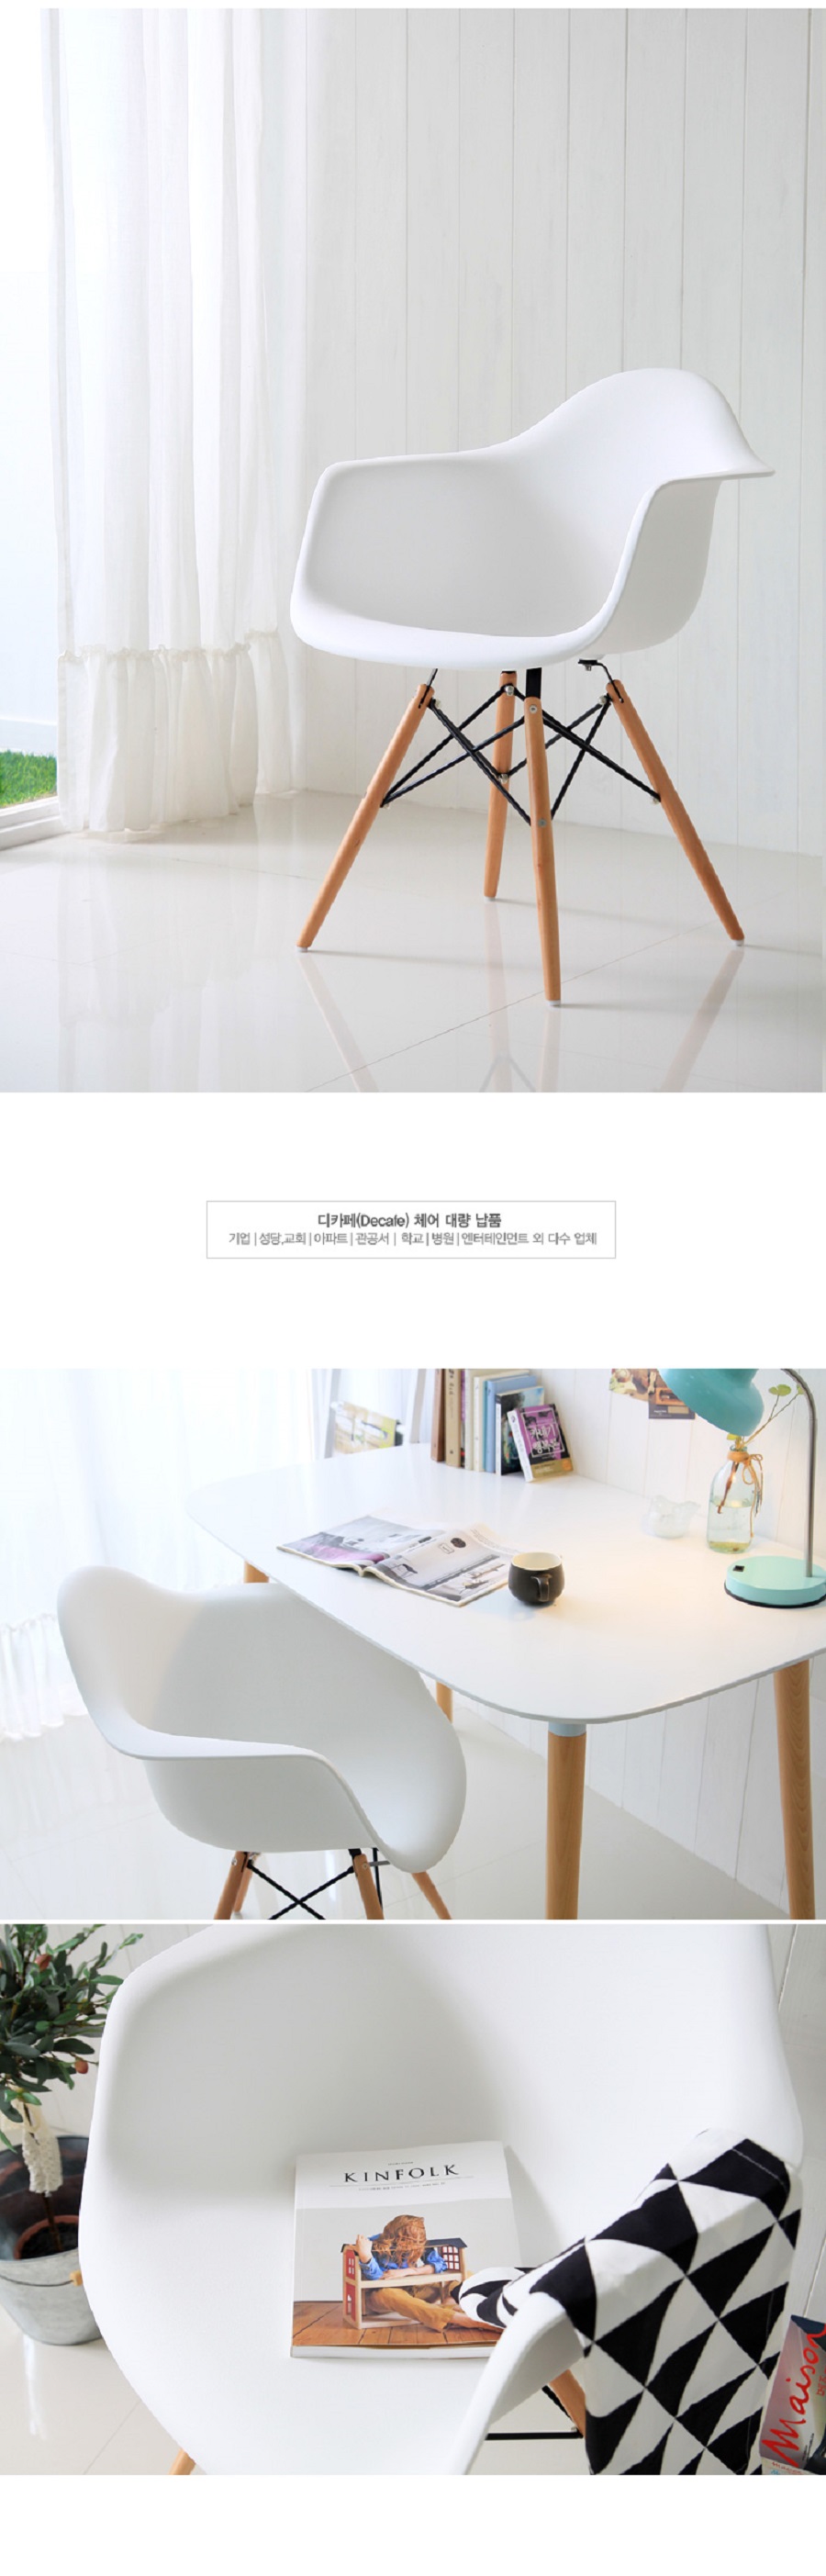 디카페(Decafe) 체어 대량 납품
기업 | 성당,교회 | 아파트 | 관공서 | 학교 | 병원 | 엔터테인먼트 외 다수 업체
KINFOLK
Maison